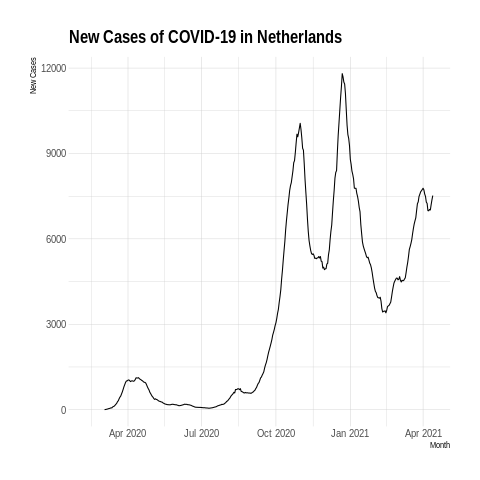 New Cases of COVID-19 in Netherlands
New Cases
12000
9000
6000
3000
0
Apr 2020 Jul 2020 Oct 2020 Jan 2021 Apr 2021
Month